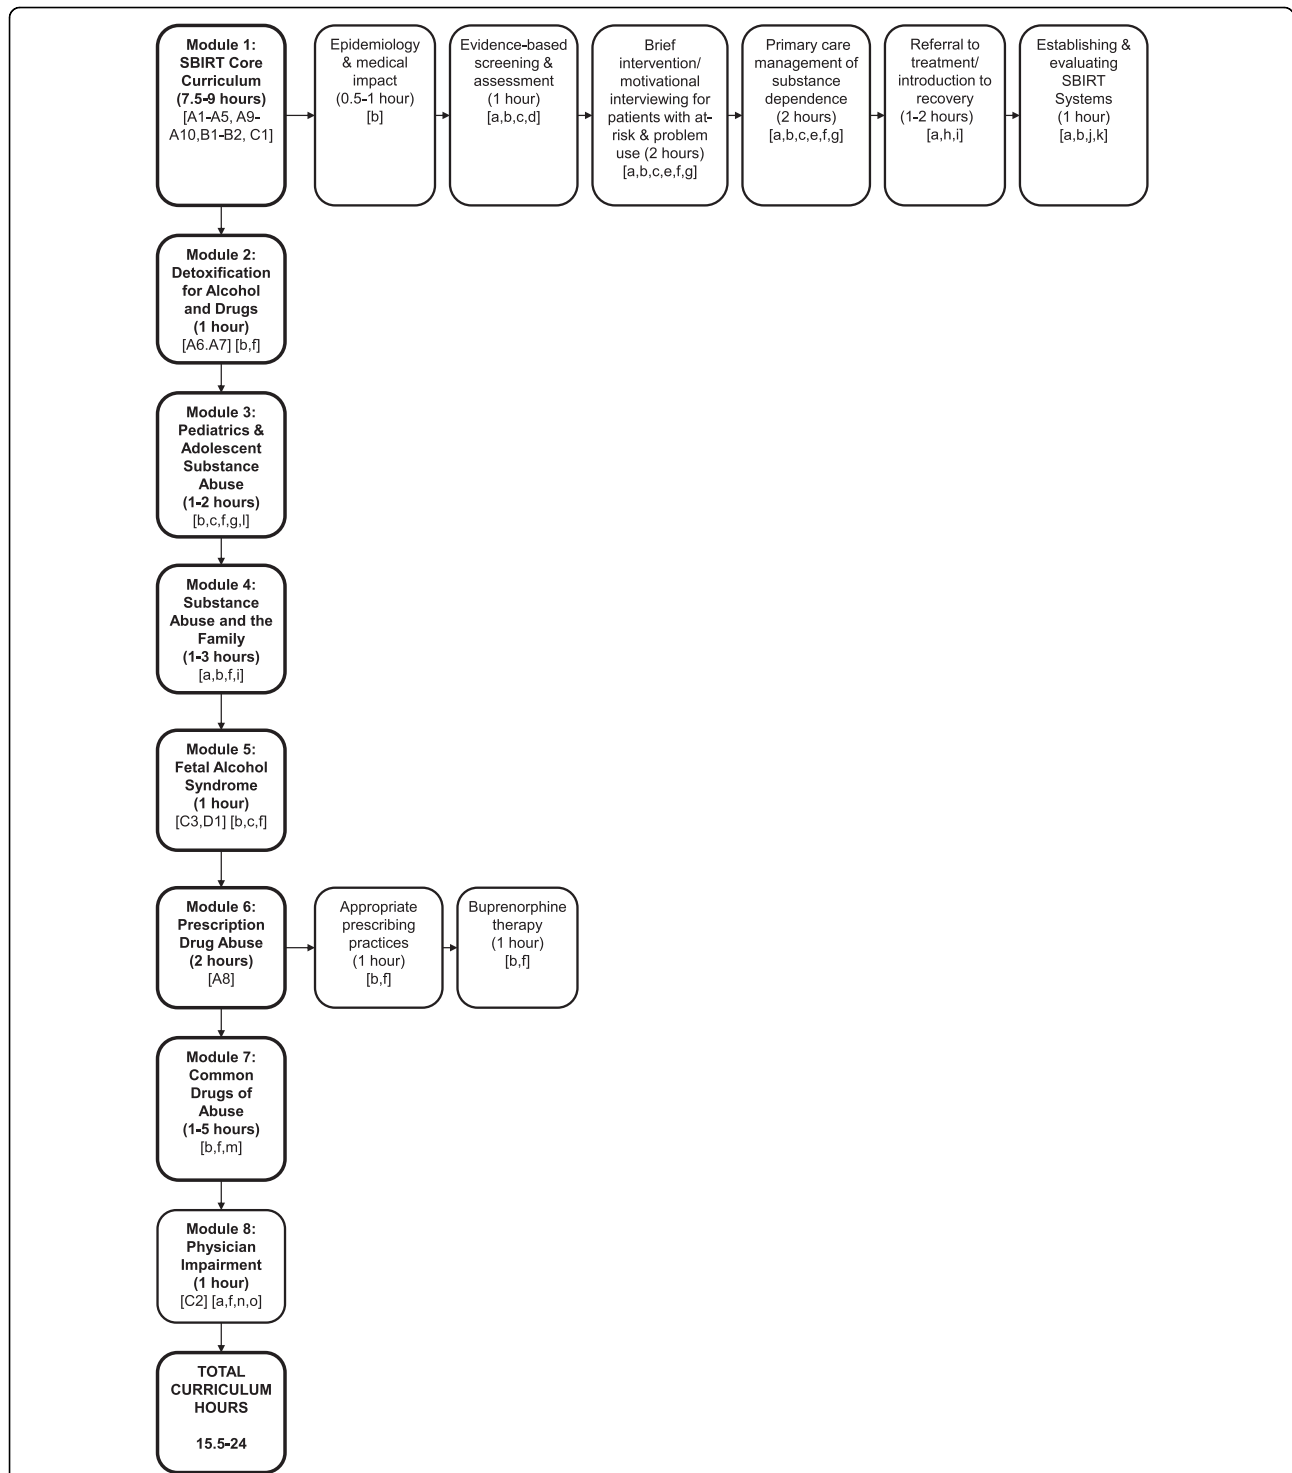 Module 1:
SBIRT Core
Curriculum
(7.5-9 hours)
[A1-A5, A9-
A10,B1-B2, C1]
Epidemiology
& medical
impact
(0.5-1 hour)
[b]
Evidence-based
screening &
assessment
(1 hour)
[a,b,c,d]
Brief
intervention/
motivational
interviewing for
patients with at-
risk & problem
use (2 hours)
[a,b,c,e,f,g]
Primary care
management of
substance
dependence
(2 hours)
[a,b,c,e,f,g]
Referral to
treatment/
introduction to
recovery
(1-2 hours)
[a,h,i]
Establishing &
evaluating
SBIRT
Systems
(1 hour)
[a,b,j,k]
Module 2:
Detoxification
for Alcohol
and Drugs
(1 hour)
[A6.A7] [b,f]
Module 3:
Pediatrics &
Adolescent
Substance
Abuse
(1-2 hours)
[b,c,f,g,l]
Module 4:
Substance
Abuse and the
Family
(1-3 hours)
[a,b,f,i]
Module 5:
Fetal Alcohol
Syndrome
(1 hour)
[C3,D1] [b,c,f]
Module 6:
Prescription
Drug Abuse
(2 hours)
[A8]
Appropriate
prescribing
practices
(1 hour)
[b,f]
Buprenorphine
therapy
(1 hour)
[b,f]
Module 7:
Common
Drugs of
Abuse
(1-5 hours)
[b,f,m]
Module 8:
Physician
Impairment
(1 hour)
[C2] [a,f,n,o]
TOTAL
CURRICULUM
HOURS
15.5-24